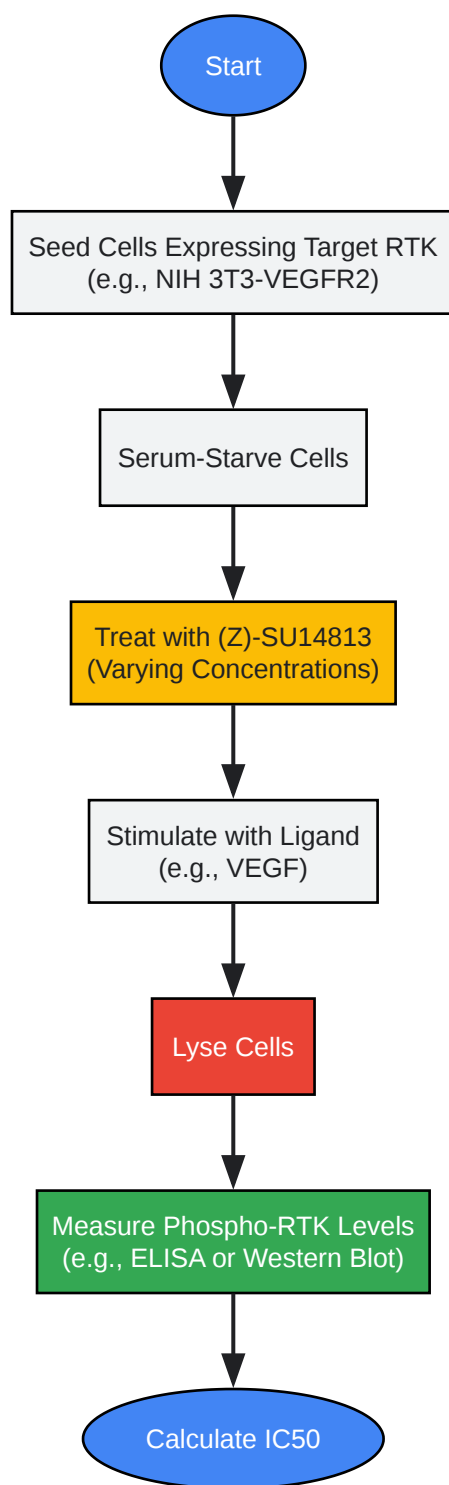 Start
Seed Cells Expressing Target RTK
(e.g., NIH 3T3-VEGFR2)
Serum-Starve Cells
Treat with (Z)-SU14813
(Varying Concentrations)
Stimulate with Ligand
(e.g., VEGF)
Lyse Cells
Measure Phospho-RTK Levels
(e.g., ELISA or Western Blot)
Calculate IC50